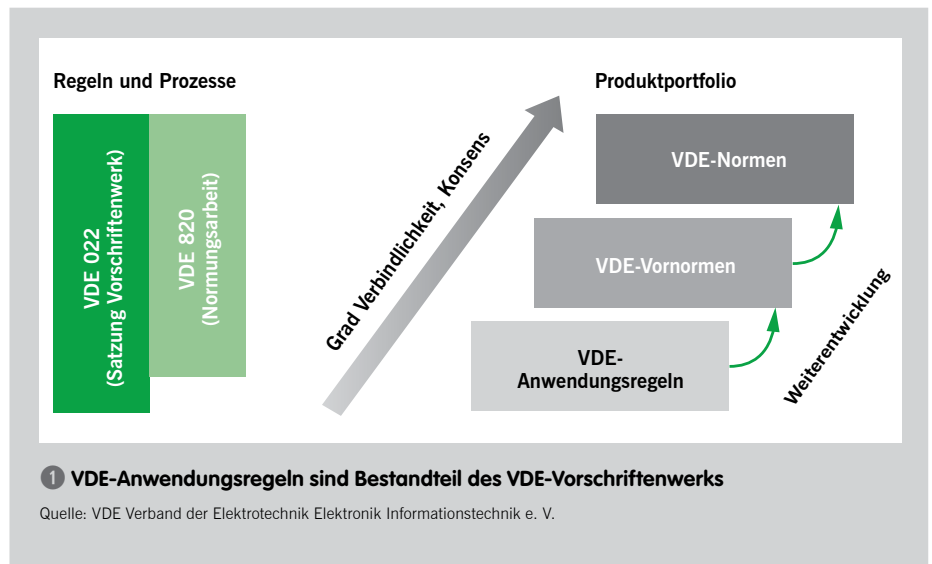 Regeln und Prozesse
VDE 022
(Satzung Vorschriftenwerk)
VDE 820
(Normungsarbeit)
Grad Verbindlichkeit, Konsens
Produktportfolio
VDE-Normen
VDE-Vornormen
VDE-
Anwendungsregeln
Weiterentwicklung
1 VDE-Anwendungsregeln sind Bestandteil des VDE-Vorschriftenwerks
Quelle: VDE Verband der Elektrotechnik Elektronik Informationstechnik e. V.